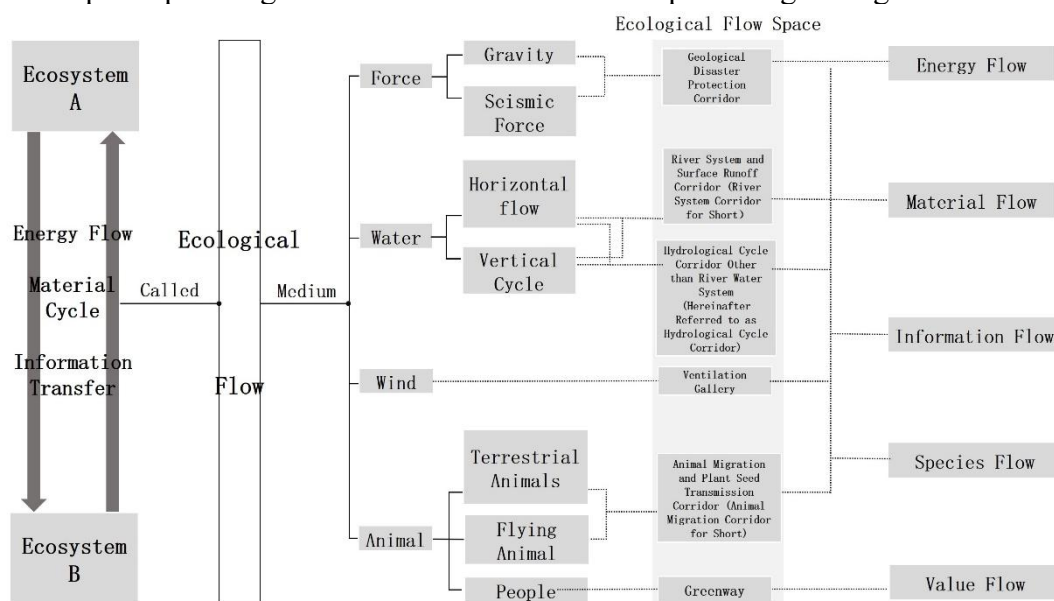 Ecological Flow Space
Ecosystem
A
Energy Flow
Material
Cycle
Information
Transfer
Ecosystem
B
Called
Ecological
Flow
Medium
Force
Gravity
Seismic
Force
Water
Horizontal
flow
Vertical
Cycle
Wind
Animal
Terrestrial
Animals
Flying
Animal
People
Geological
Disaster
Protection
Corridor
River System and
Surface Runoff
Corridor (River
System Corridor
for Short)
Hydrological Cycle
Corridor Other
than River Water
System
(Hereinafter
Referred to as
Hydrological Cycle
Corridor)
Ventilation
Gallery
Animal Migration
and Plant Seed
Transmission
Corridor (Animal
Migration Corridor
for Short)
Greenway
Energy Flow
Material Flow
Information Flow
Species Flow
Value Flow